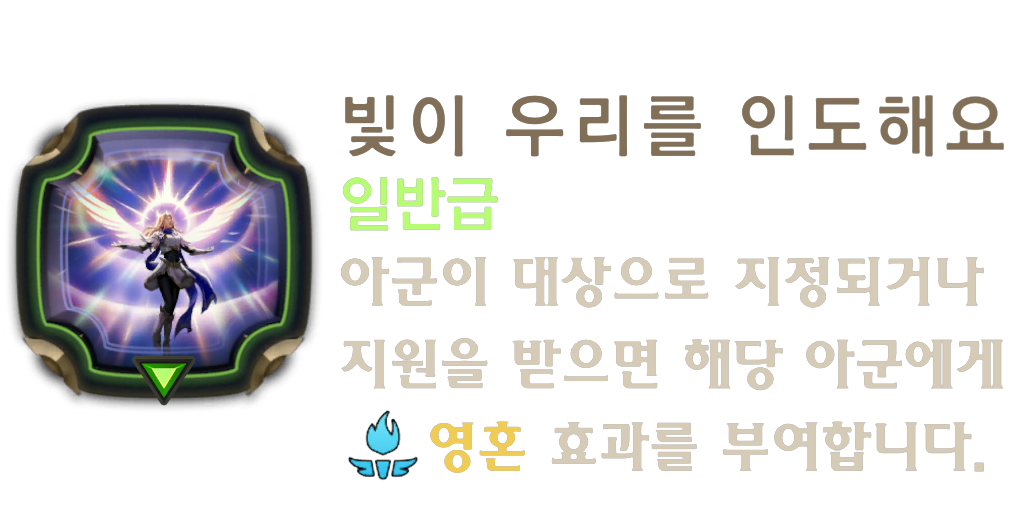 빛이 우리를 인도해요
일반급
아군이 대상으로 지정되거나
지원을 받으면 해당 아군에게
영혼 효과를 부여합니다.